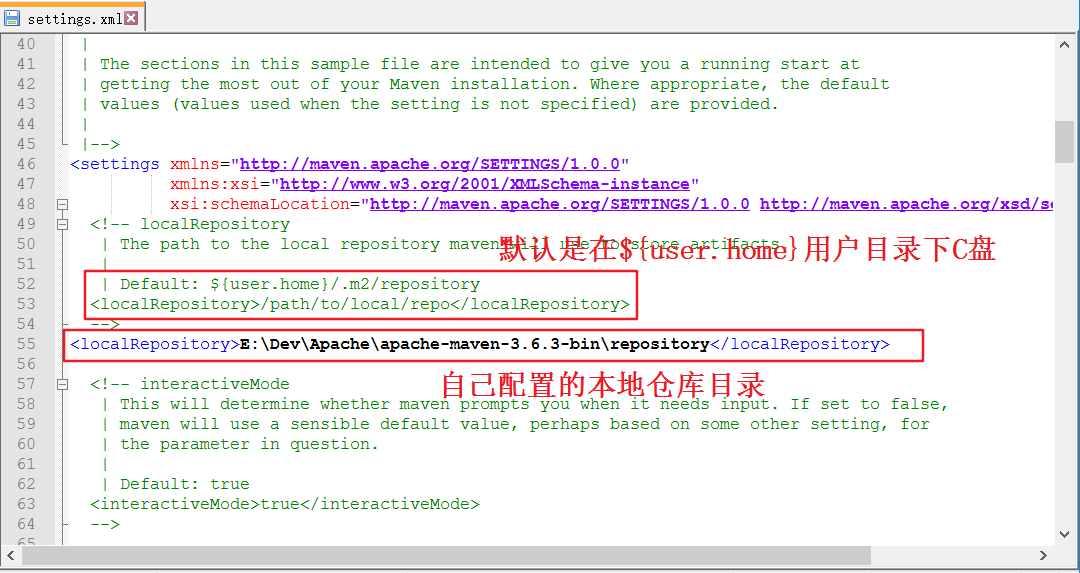 settings.xml
40 |
41 | The sections in this sample file are intended to give you a running start at
42 | getting the most out of your Maven installation. Where appropriate, the default
43 | values (values used when the setting is not specified) are provided.
44 |
45 |-->
46 <settings xmlns="http://maven.apache.org/SETTINGS/1.0.0"
47 xmlns:xsi="http://www.w3.org/2001/XMLSchema-instance"
48 xsi:schemaLocation="http://maven.apache.org/SETTINGS/1.0.0 http://maven.apache.org/xsd/se
49 <!-- localRepository
50 | The path to the local repository maven will use to store artifacts.
默认是在${user.home}用户目录下C盘
51 |
52 | Default: ${user.home}/.m2/repository
53 <localRepository>/path/to/local/repo</localRepository>
54 -->
55 <localRepository>E:\Dev\Apache\apache-maven-3.6.3-bin\repository</localRepository>
56
57 <!-- interactiveMode
自己配置的本地仓库目录
58 | This will determine whether maven prompts you when it needs input. If set to false,
59 | maven will use a sensible default value, perhaps based on some other setting, for
60 | the parameter in question.
61 |
62 | Default: true
63 <interactiveMode>true</interactiveMode>
64 -->
65